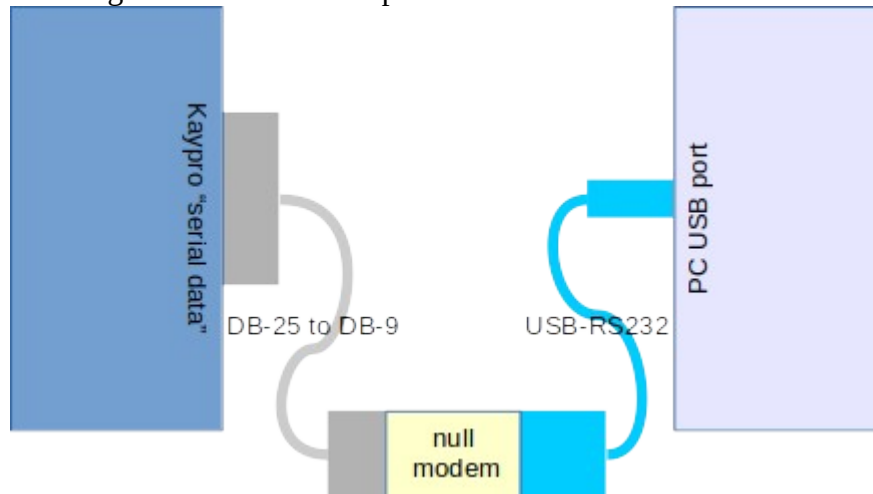 Kaypro “serial data”
PC USB port
DB-25 to DB-9
USB-RS232
null
modem